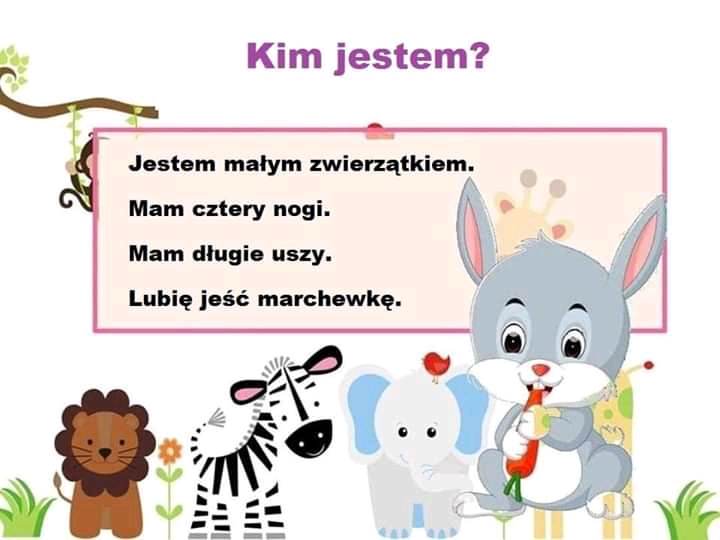 Kim jestem?
Jestem małym zwierzątkiem.
Mam cztery nogi.
Mam długie uszy.
Lubię jeść marchewkę.